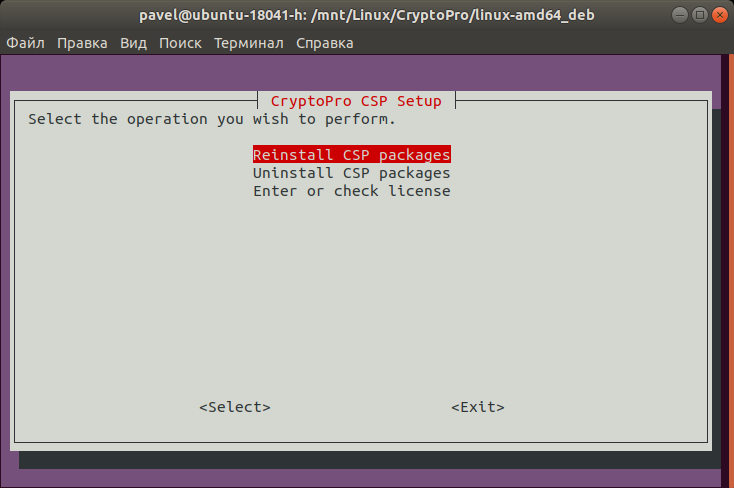 pavel@ubuntu-18041-h: /mnt/Linux/CryptoPro/linux-amd64_deb
Файл Правка Вид Поиск Терминал Справка
CryptoPro CSP Setup
Select the operation you wish to perform.
Reinstall CSP packages
Uninstall CSP packages
Enter or check license
<Select> <Exit>